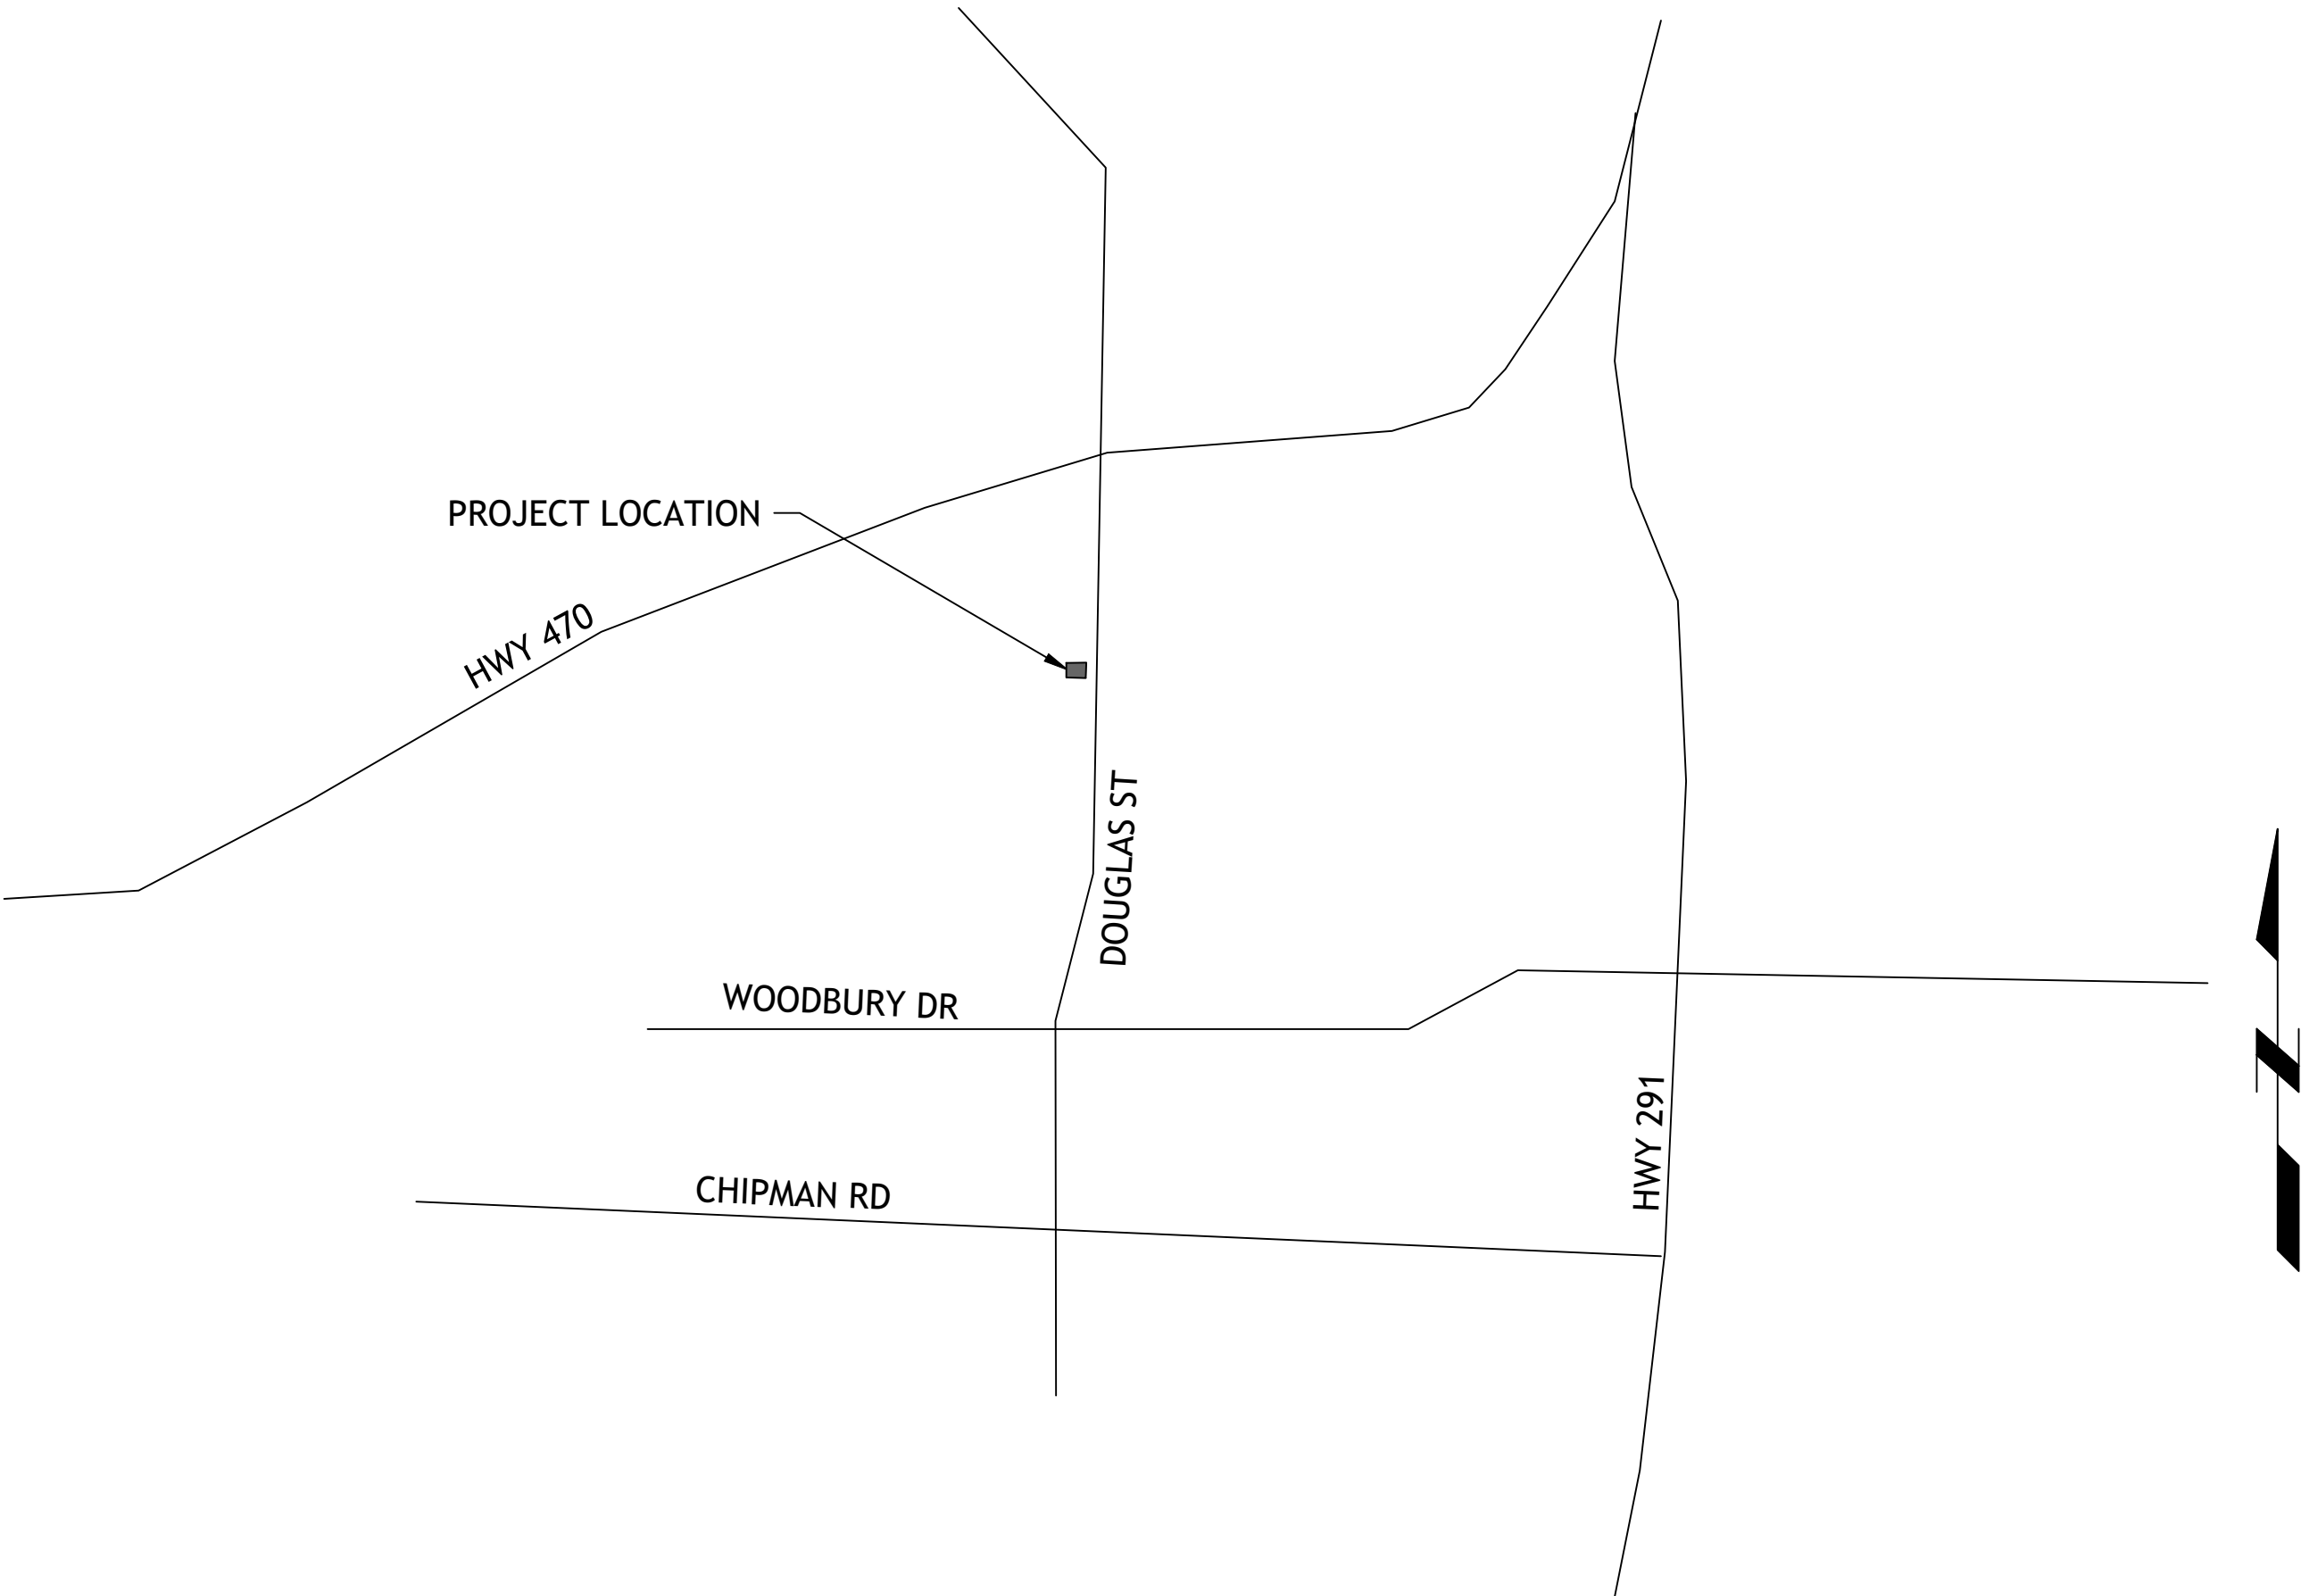 PROJECT LOCATION
HWY 470
DOUGLAS ST
WOODBURY DR
HWY 291
CHIPMAN RD
N